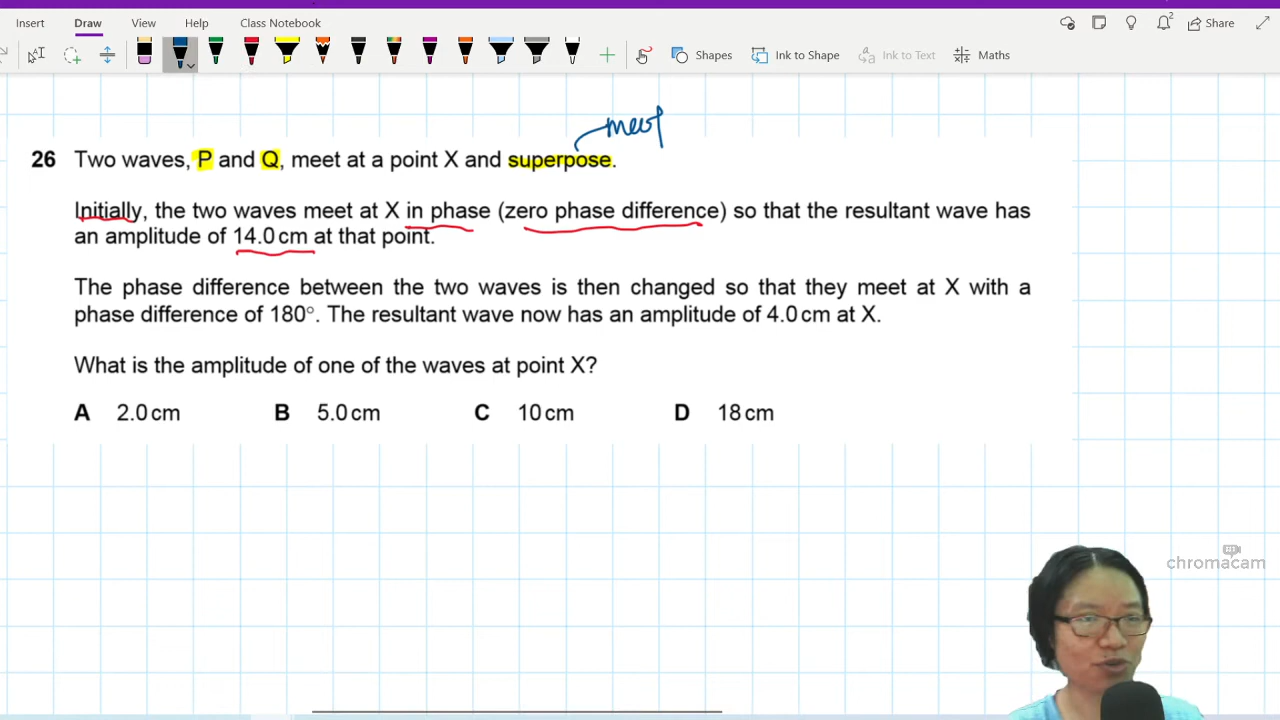 Insert Draw View Help Class Notebook
2 Share
Shapes Ink to Shape Ink to Text Maths
meet
26 Two waves, P and Q, meet at a point X and superpose.
Initially, the two waves meet at X in phase (zero phase difference) so that the resultant wave has
an amplitude of 14.0 cm at that point.
The phase difference between the two waves is then changed so that they meet at X with a
phase difference of 180°. The resultant wave now has an amplitude of 4.0 cm at X.
What is the amplitude of one of the waves at point X?
A 2.0 cm B 5.0 cm C 10 cm D 18 cm
chromacam